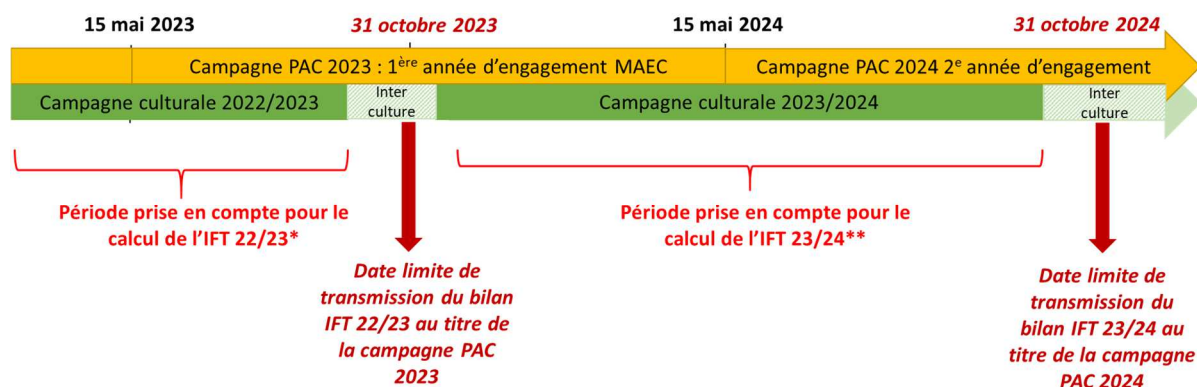 15 mai 2023
31 octobre 2023
15 mai 2024
31 octobre 2024
Campagne PAC 2023 : 1ère année d’engagement MAEC
Campagne PAC 2024 2e année d’engagement
Campagne culturale 2022/2023
Inter
culture
Campagne culturale 2023/2024
Inter
culture
Période prise en compte pour le
calcul de l’IFT 22/23*
Période prise en compte pour le
calcul de l’IFT 23/24**
Date limite de
transmission du bilan
IFT 22/23 au titre de
la campagne PAC
2023
Date limite de
transmission du
bilan IFT 23/24 au
titre de la campagne
PAC 2024